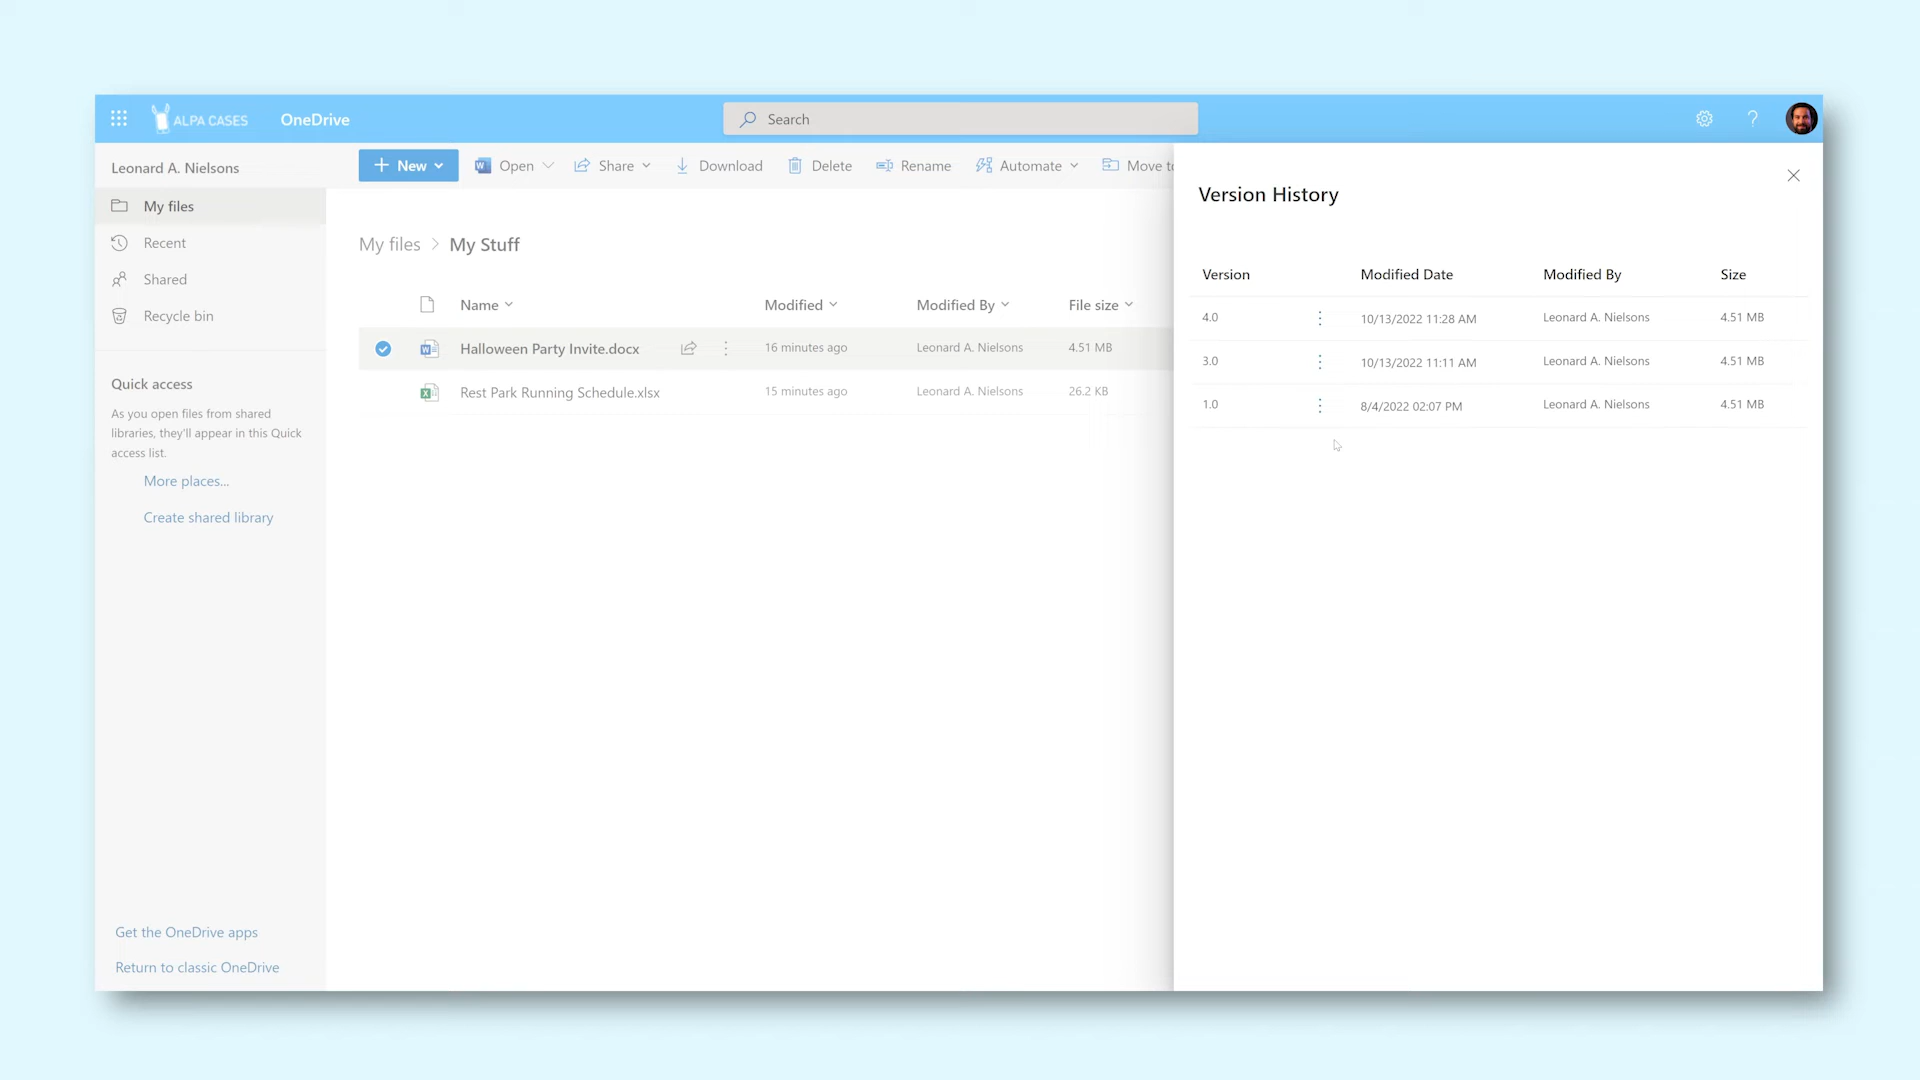 ALPA CASES
OneDrive
Search
Leonard A. Nielsons
New
Open
Share
Download
Delete
Rename
Automate
Move to
My files
Recent
Shared
Recycle bin
Quick access
As you open files from shared
libraries, they'll appear in this Quick
access list.
More places...
Create shared library
Get the OneDrive apps
Return to classic OneDrive
My files > My Stuff
Name Modified Modified By File size
Halloween Party Invite.docx 16 minutes ago Leonard A. Nielsons 4.51 MB
Rest Park Running Schedule.xlsx 15 minutes ago Leonard A. Nielsons 26.2 KB
Version History
Version Modified Date Modified By Size
4.0 10/13/2022 11:28 AM Leonard A. Nielsons 4.51 MB
3.0 10/13/2022 11:11 AM Leonard A. Nielsons 4.51 MB
1.0 8/4/2022 02:07 PM Leonard A. Nielsons 4.51 MB